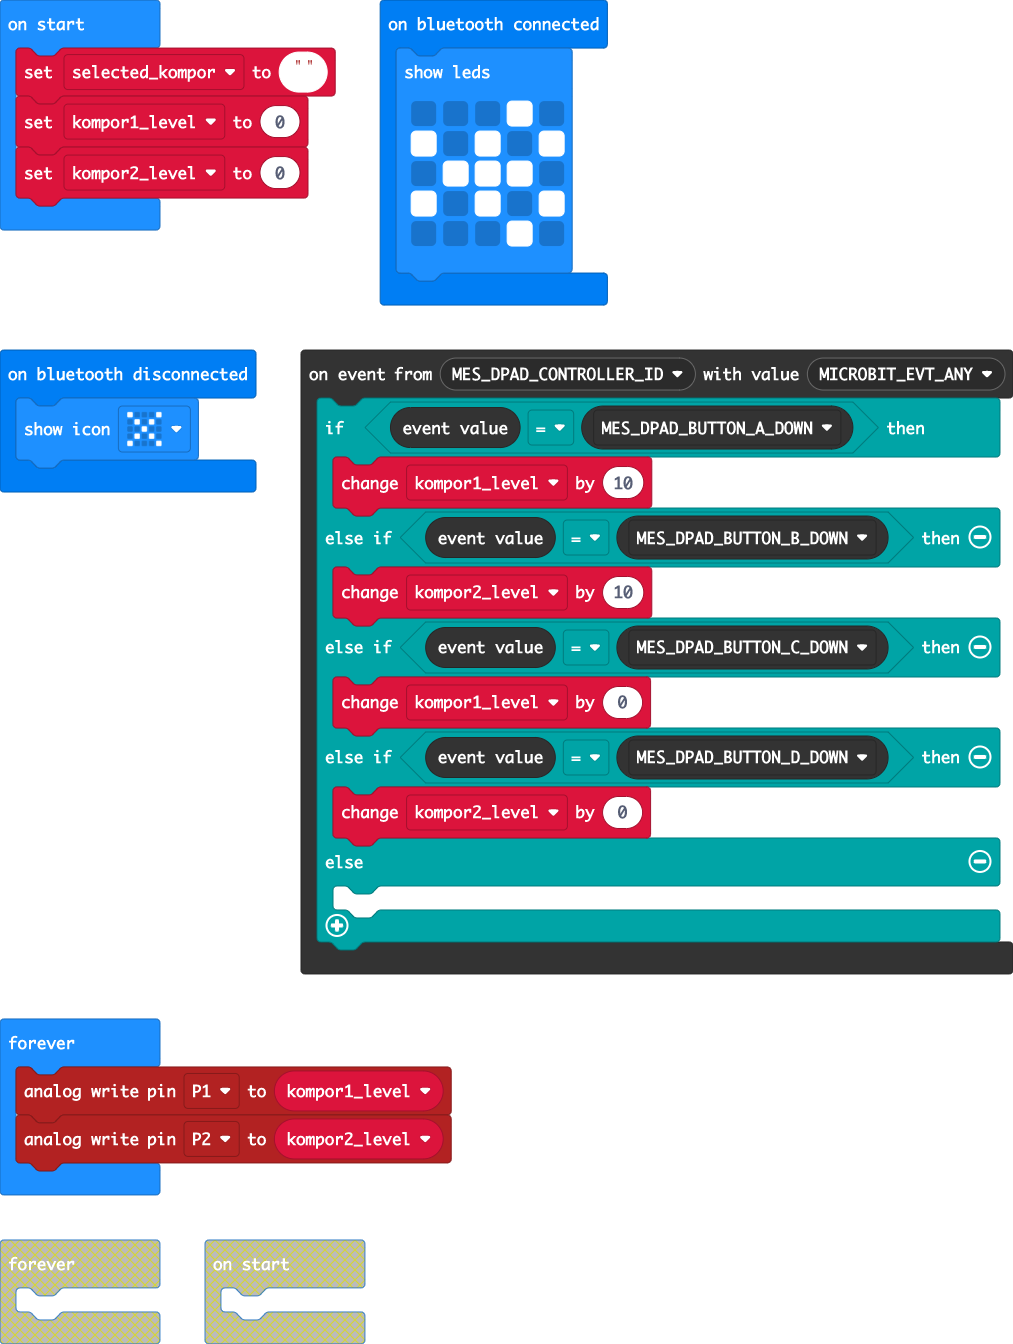 on start
set selected_kompor to " "
set kompor1_level to 0
set kompor2_level to 0
on bluetooth connected
show leds
on bluetooth disconnected
show icon
on event from MES_DPAD_CONTROLLER_ID with value MICROBIT_EVT_ANY
if event value = MES_DPAD_BUTTON_A_DOWN then
change kompor1_level by 10
else if event value = MES_DPAD_BUTTON_B_DOWN then
change kompor2_level by 10
else if event value = MES_DPAD_BUTTON_C_DOWN then
change kompor1_level by 0
else if event value = MES_DPAD_BUTTON_D_DOWN then
change kompor2_level by 0
else
forever
analog write pin P1 to kompor1_level
analog write pin P2 to kompor2_level
forever
on start